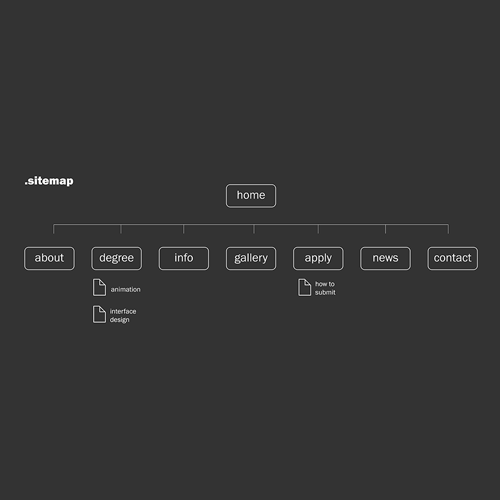 .sitemap
home
about
degree
info
gallery
apply
news
contact
animation
how to
submit
interface
design